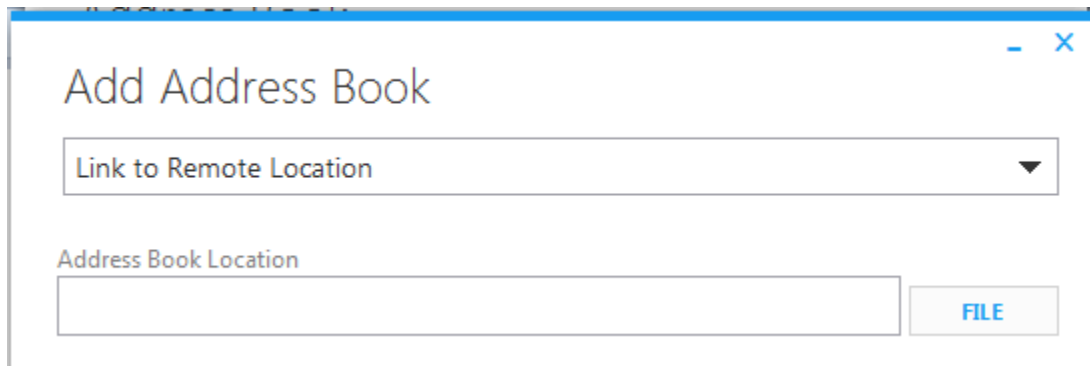 Add Address Book
Link to Remote Location
Address Book Location
FILE